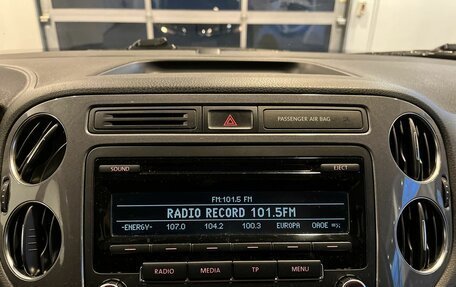 PASSENGER AIR BAG
SOUND EJECT
FM:101.5 FM
RADIO RECORD 101.5FM
-ENERGY- 107.0 104.2 100.3 EUROPA
RADIO MEDIA TP MENU